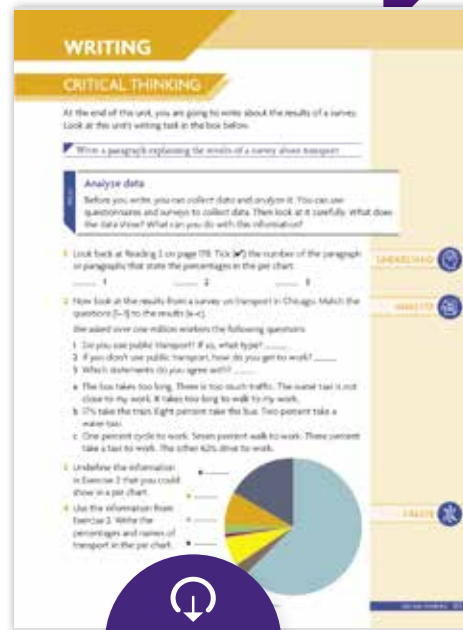 WRITING
CRITICAL THINKING
At the end of this unit, you are going to write about the results of a survey.
Look at this unit's writing task in the box below.
Write a paragraph explaining the results of a survey about transport.
Analyze data
Before you write, you can collect data and analyze it. You can use
questionnaires and surveys to collect data. Then look at it carefully. What does
the data show? What can you do with this information?
1 Look back at Reading 2 on page 178. Tick (✔) the number of the paragraph
or paragraphs that state the percentages in the pie chart.
1 2 3
2 Now look at the results from a survey on transport in Chicago. Match the
questions (1–3) to the results (a–c).
We asked over one million workers the following questions:
1 Do you use public transport? If so, what type?
2 If you don't use public transport, how do you get to work?
3 Which statements do you agree with?
a The bus takes too long. There is too much traffic. The water taxi is not
close to my work. It takes too long to walk to my work.
b 17% take the train. Eight percent take the bus. Two percent take a
water taxi.
c One percent cycle to work. Seven percent walk to work. Three percent
take a taxi to work. The other 62% drive to work.
3 Underline the information
in Exercise 2 that you could
show in a pie chart.
4 Use the information from
Exercise 2. Write the
percentages and names of
transport in the pie chart.
UNDERSTAND
ANALYZE
CREATE